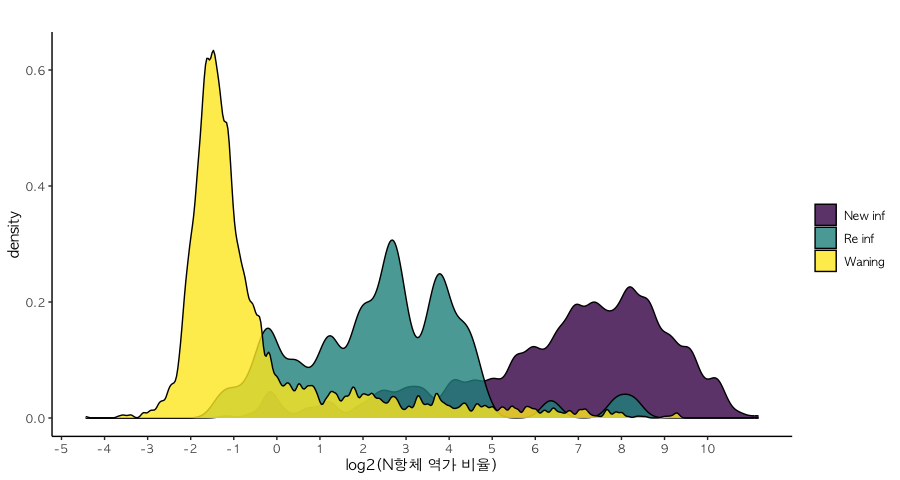 density
0.6
0.4
0.2
0.0
-5 -4 -3 -2 -1 0 1 2 3 4 5 6 7 8 9 10
log2(N항체 역가 비율)
New inf
Re inf
Waning